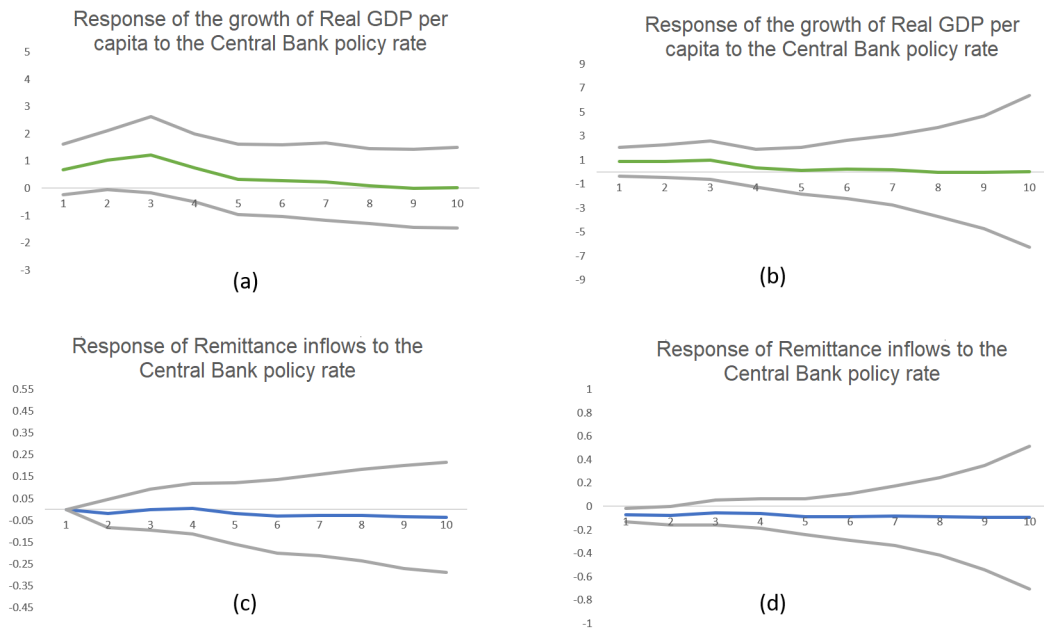 Response of the growth of Real GDP per
capita to the Central Bank policy rate
5
4
3
2
1
0
-1
-2
-3
1 2 3 4 5 6 7 8 9 10
(a)
Response of the growth of Real GDP per
capita to the Central Bank policy rate
9
7
5
3
1
-1
-3
-5
-7
-9
1 2 3 4 5 6 7 8 9 10
(b)
Response of Remittance inflows to the
Central Bank policy rate
0.55
0.45
0.35
0.25
0.15
0.05
-0.05
-0.15
-0.25
-0.35
-0.45
1 2 3 4 5 6 7 8 9 10
(c)
Response of Remittance inflows to the
Central Bank policy rate
1
0.8
0.6
0.4
0.2
0
-0.2
-0.4
-0.6
-0.8
-1
1 2 3 4 5 6 7 8 9 10
(d)